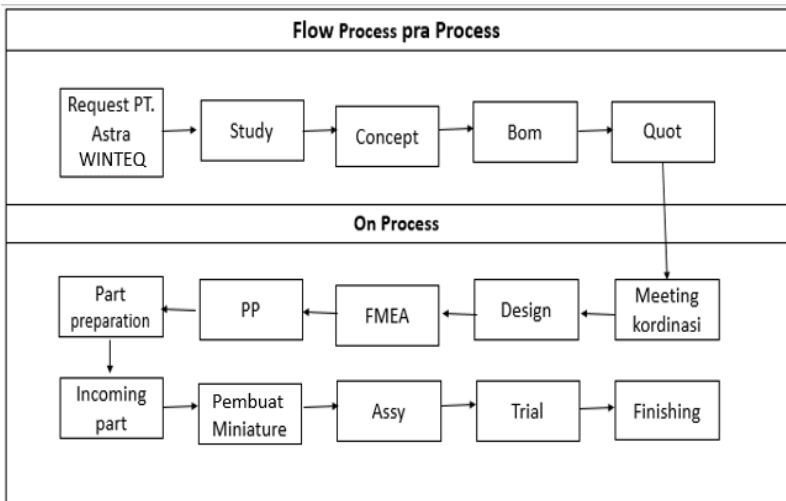 Flow Process pra Process
Request PT.
Astra
WINTEQ
Study
Concept
Bom
Quot
On Process
Meeting
kordinasi
Design
FMEA
PP
Part
preparation
Incoming
part
Pembuat
Miniature
Assy
Trial
Finishing